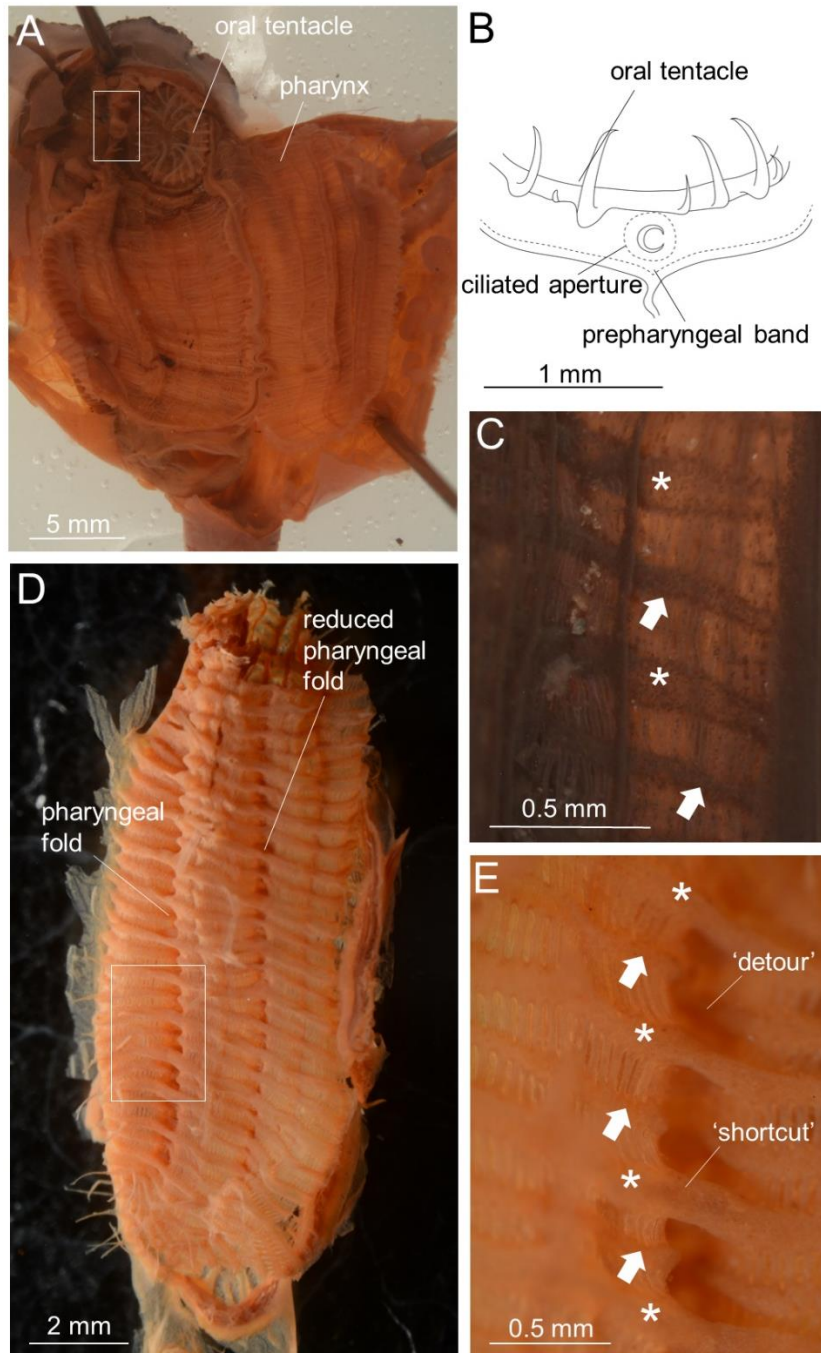 A
oral tentacle
pharynx
5 mm
B
oral tentacle
ciliated aperture
prepharyngeal band
1 mm
C
*
*
0.5 mm
D
reduced
pharyngeal
fold
pharyngeal
fold
2 mm
E
*
'detour'
*
'shortcut'
*
*
0.5 mm